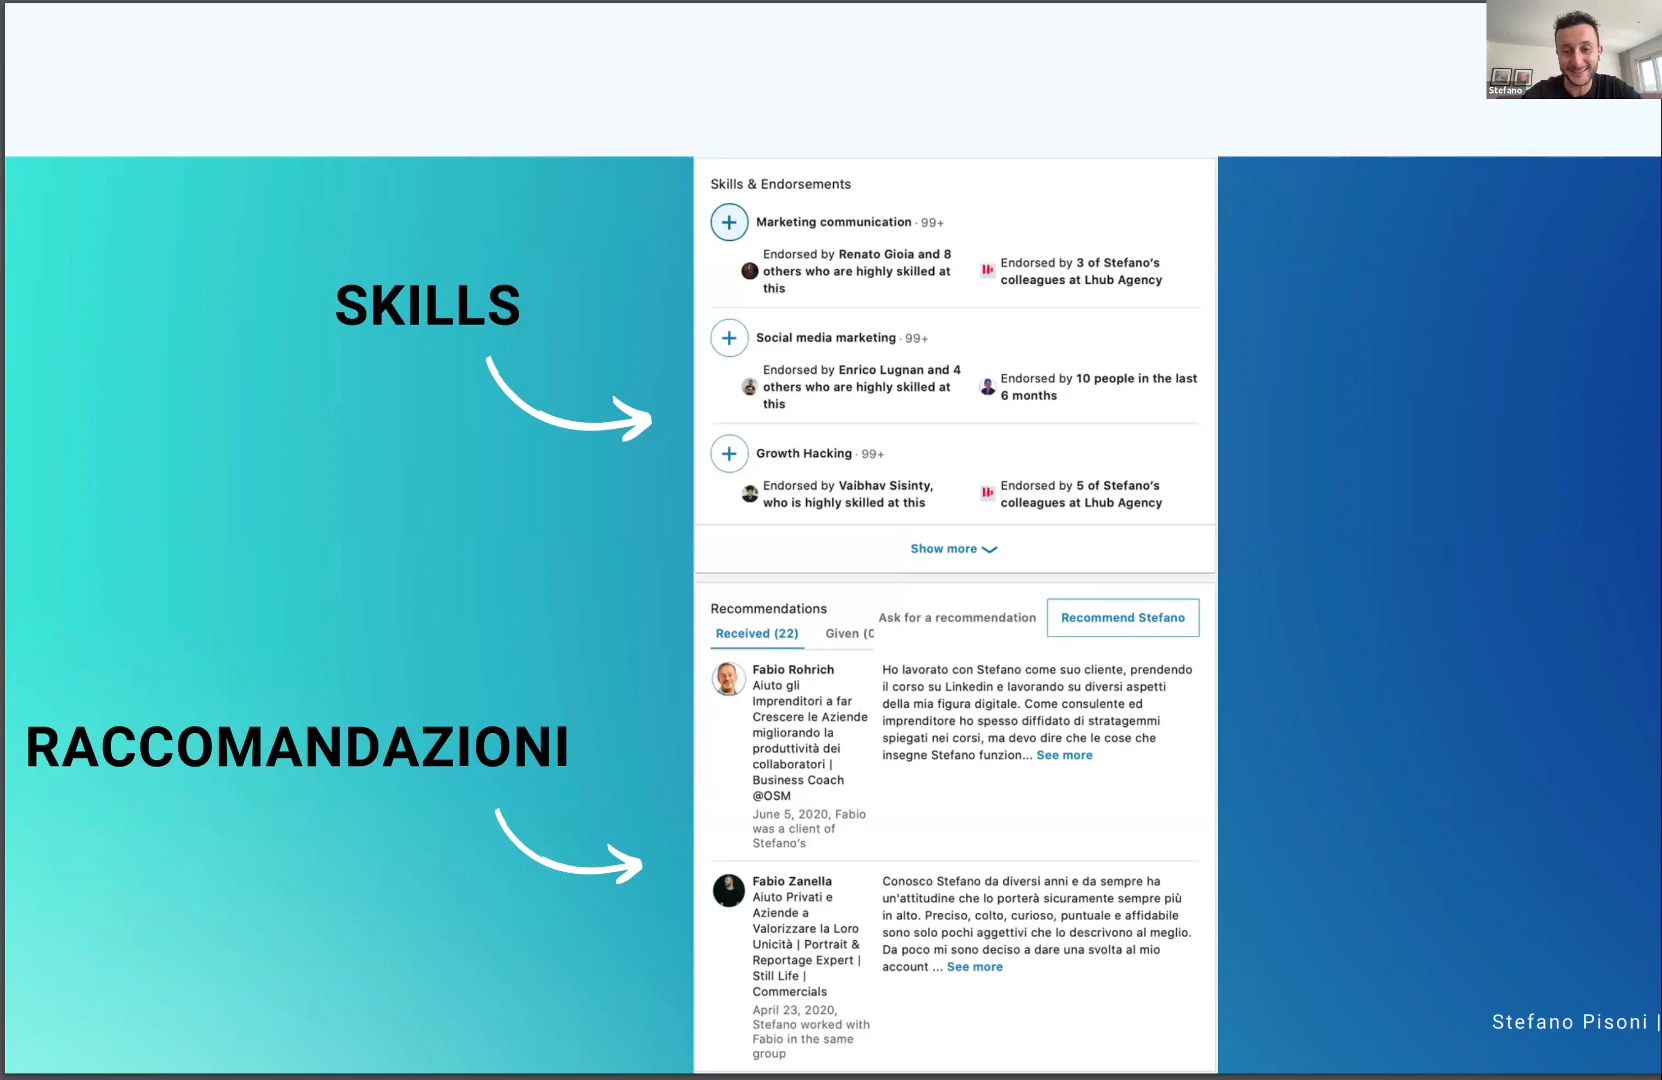 Stefano
Skills & Endorsements
Marketing communication · 99+
Endorsed by Renato Gioia and 8
others who are highly skilled at
this
Endorsed by 3 of Stefano's
colleagues at Lhub Agency
SKILLS
Social media marketing · 99+
Endorsed by Enrico Lugnan and 4
others who are highly skilled at
this
Endorsed by 10 people in the last
6 months
Growth Hacking · 99+
Endorsed by Vaibhav Sisinty,
who is highly skilled at this
Endorsed by 5 of Stefano's
colleagues at Lhub Agency
Show more
Recommendations
Ask for a recommendation
Recommend Stefano
Received (22)
Given (0
RACCOMANDAZIONI
Fabio Rohrich
Aiuto gli
Imprenditori a far
Crescere le Aziende
migliorando la
produttività dei
collaboratori |
Business Coach
@OSM
June 5, 2020, Fabio
was a client of
Stefano's
Ho lavorato con Stefano come suo cliente, prendendo
il corso su Linkedin e lavorando su diversi aspetti
della mia figura digitale. Come consulente ed
imprenditore ho spesso diffidato di stratagemmi
spiegati nei corsi, ma devo dire che le cose che
insegne Stefano funzion... See more
Fabio Zanella
Aiuto Privati e
Aziende a
Valorizzare la Loro
Unicità | Portrait &
Reportage Expert |
Still Life |
Commercials
April 23, 2020,
Stefano worked with
Fabio in the same
group
Conosco Stefano da diversi anni e da sempre ha
un'attitudine che lo porterà sicuramente sempre più
in alto. Preciso, colto, curioso, puntuale e affidabile
sono solo pochi aggettivi che lo descrivono al meglio.
Da poco mi sono deciso a dare una svolta al mio
account ... See more
Stefano Pisoni |